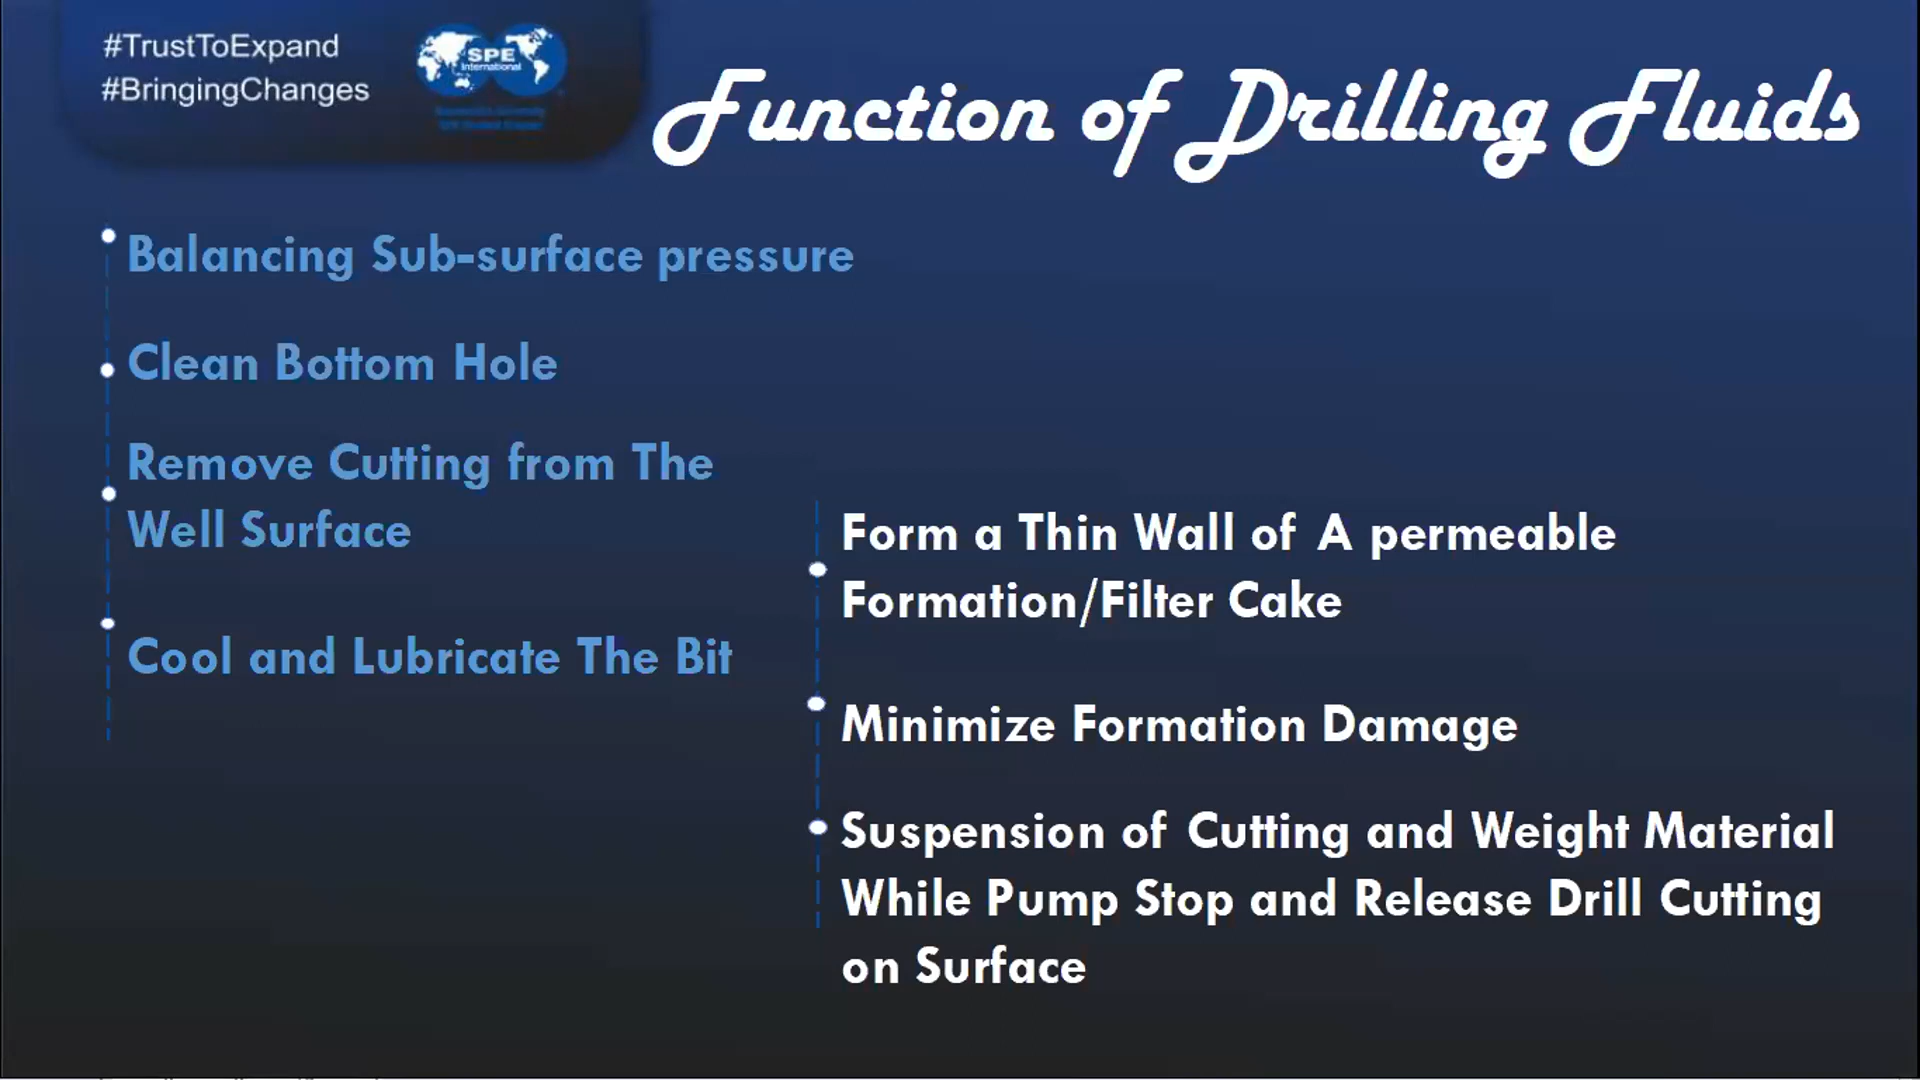 #TrustToExpand
#BringingChanges
SPE
International
Function of Drilling Fluids
Balancing Sub-surface pressure
Clean Bottom Hole
Remove Cutting from The
Well Surface
Cool and Lubricate The Bit
Form a Thin Wall of A permeable
Formation/Filter Cake
Minimize Formation Damage
Suspension of Cutting and Weight Material
While Pump Stop and Release Drill Cutting
on Surface